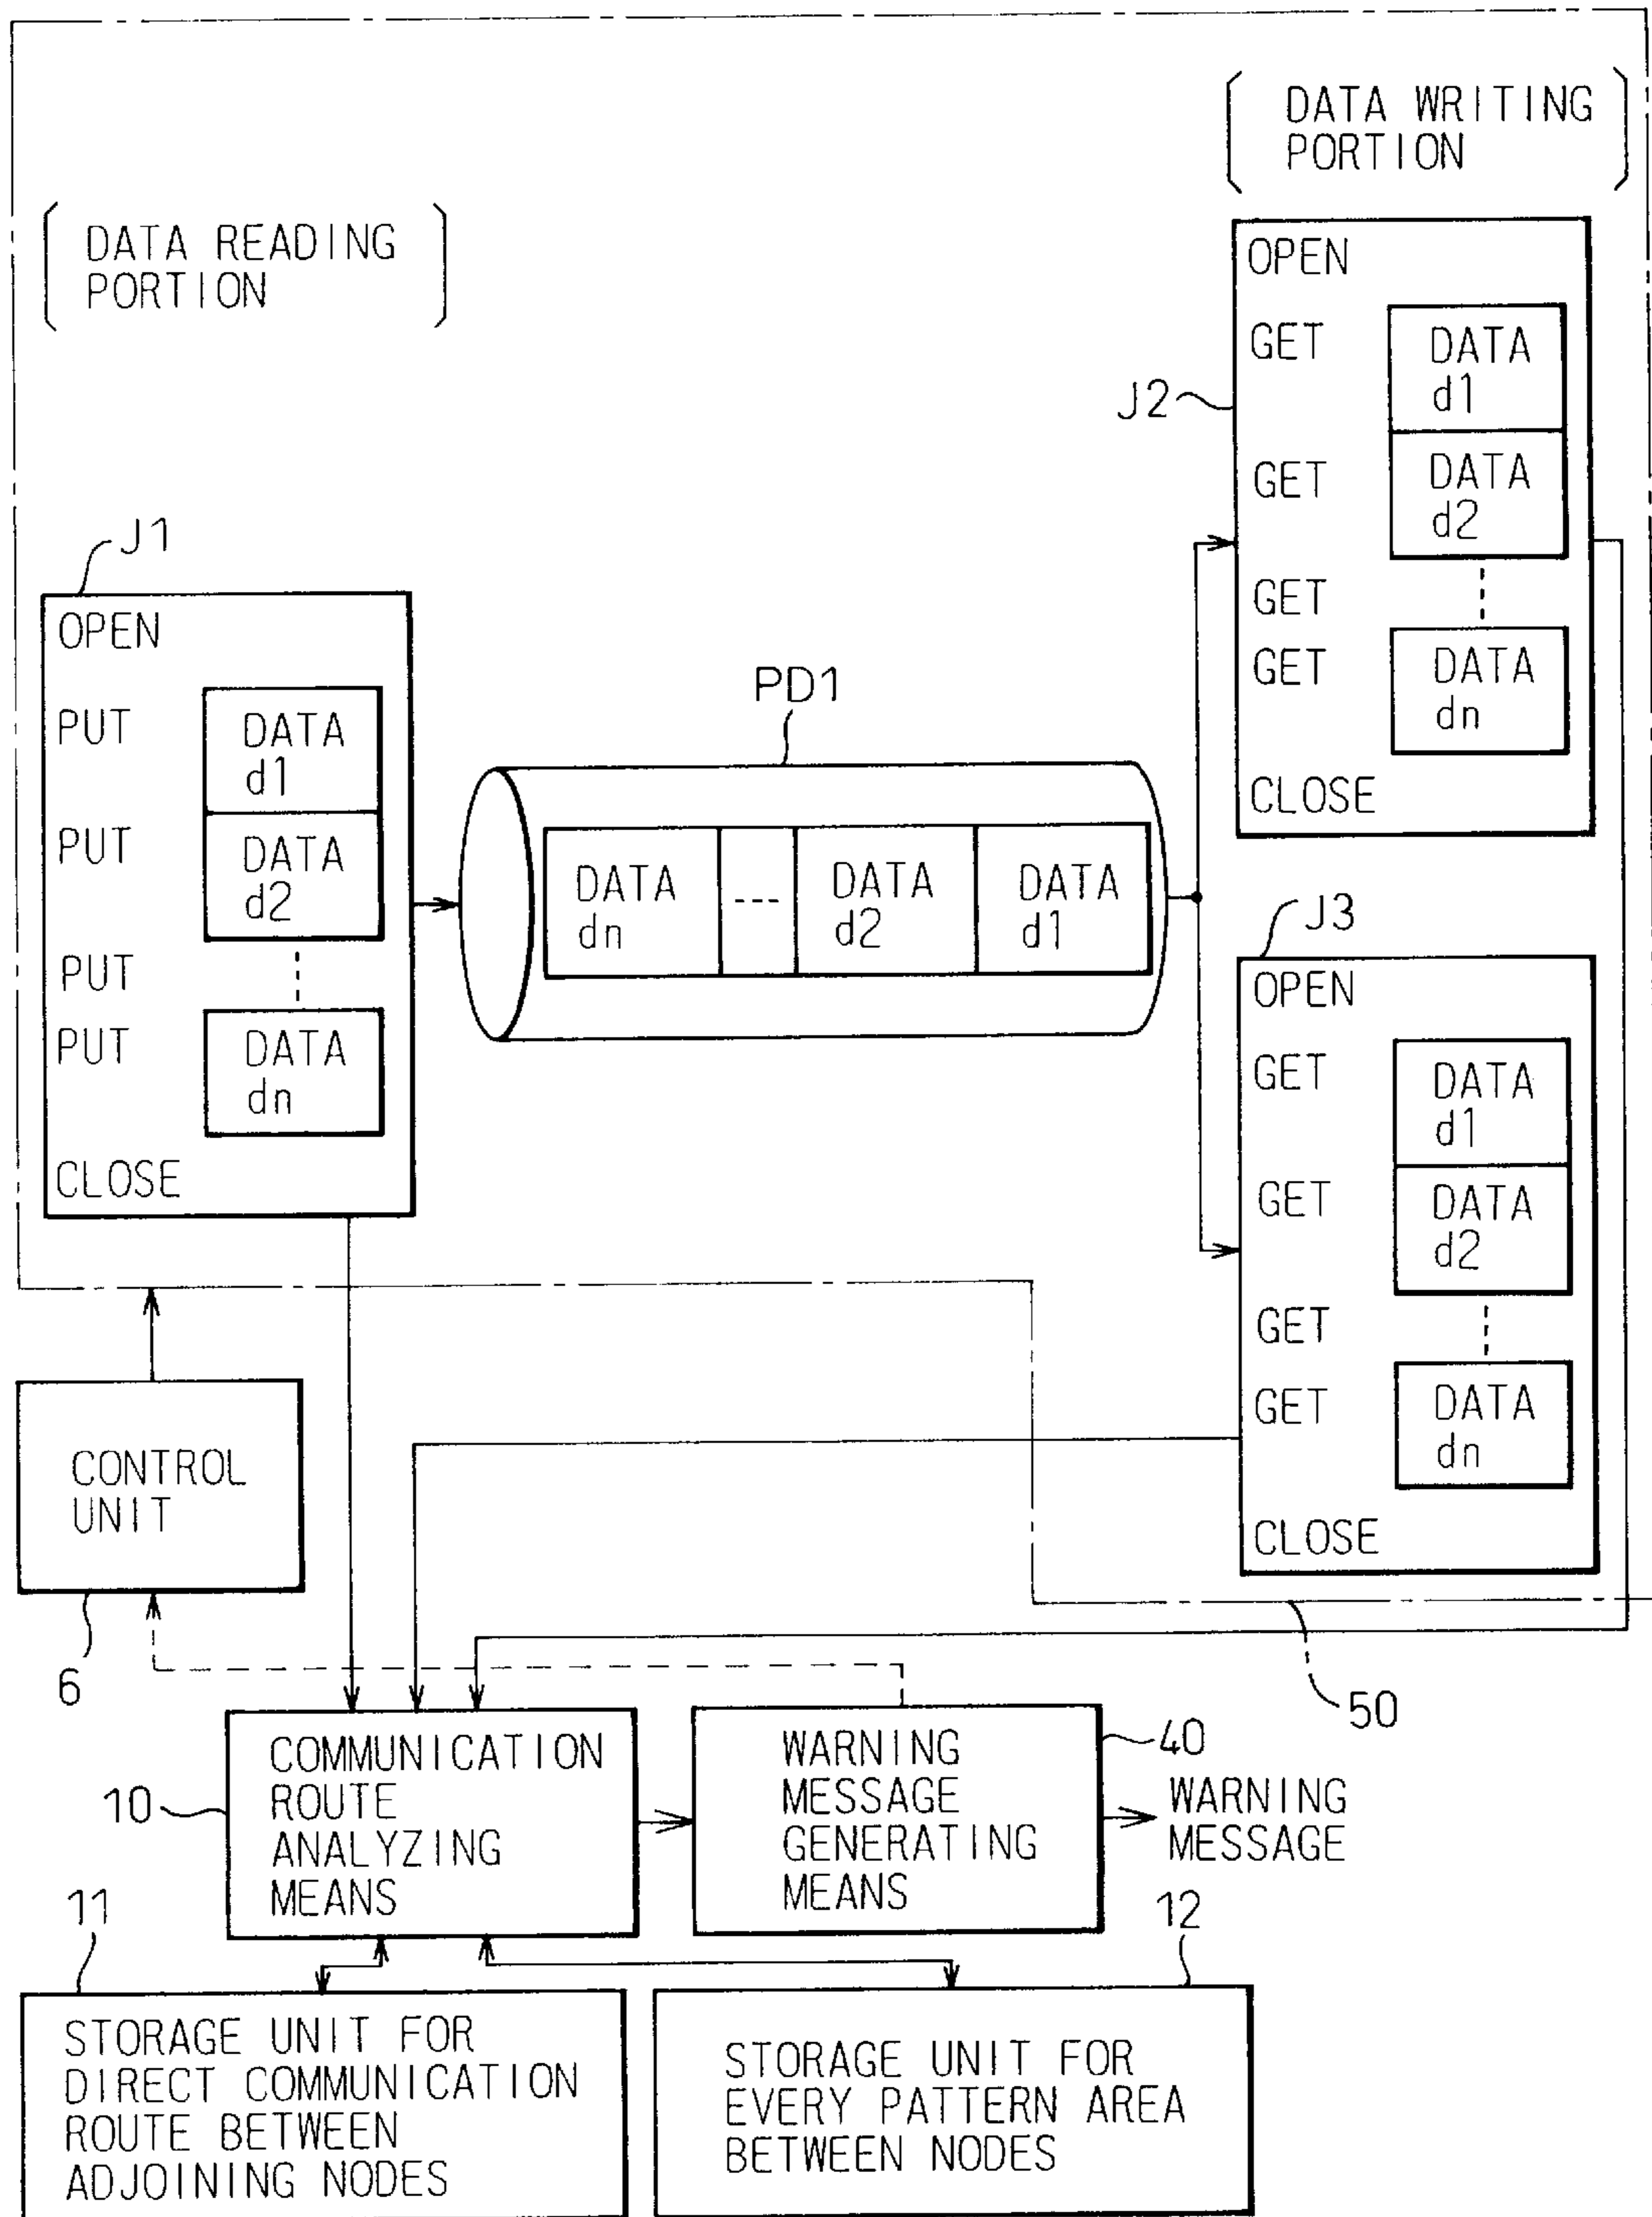 DATA WRITING
PORTION
DATA READING
PORTION
J2
OPEN
GET
DATA
d1
GET
DATA
d2
GET
GET
DATA
dn
CLOSE
J1
OPEN
PUT
DATA
d1
PUT
DATA
d2
PUT
PUT
DATA
dn
CLOSE
PD1
DATA
dn
DATA
d2
DATA
d1
J3
OPEN
GET
DATA
d1
GET
DATA
d2
GET
GET
DATA
dn
CLOSE
CONTROL
UNIT
6
50
10
COMMUNICATION
ROUTE
ANALYZING
MEANS
40
WARNING
MESSAGE
GENERATING
MEANS
WARNING
MESSAGE
11
STORAGE UNIT FOR
DIRECT COMMUNICATION
ROUTE BETWEEN
ADJOINING NODES
12
STORAGE UNIT FOR
EVERY PATTERN AREA
BETWEEN NODES